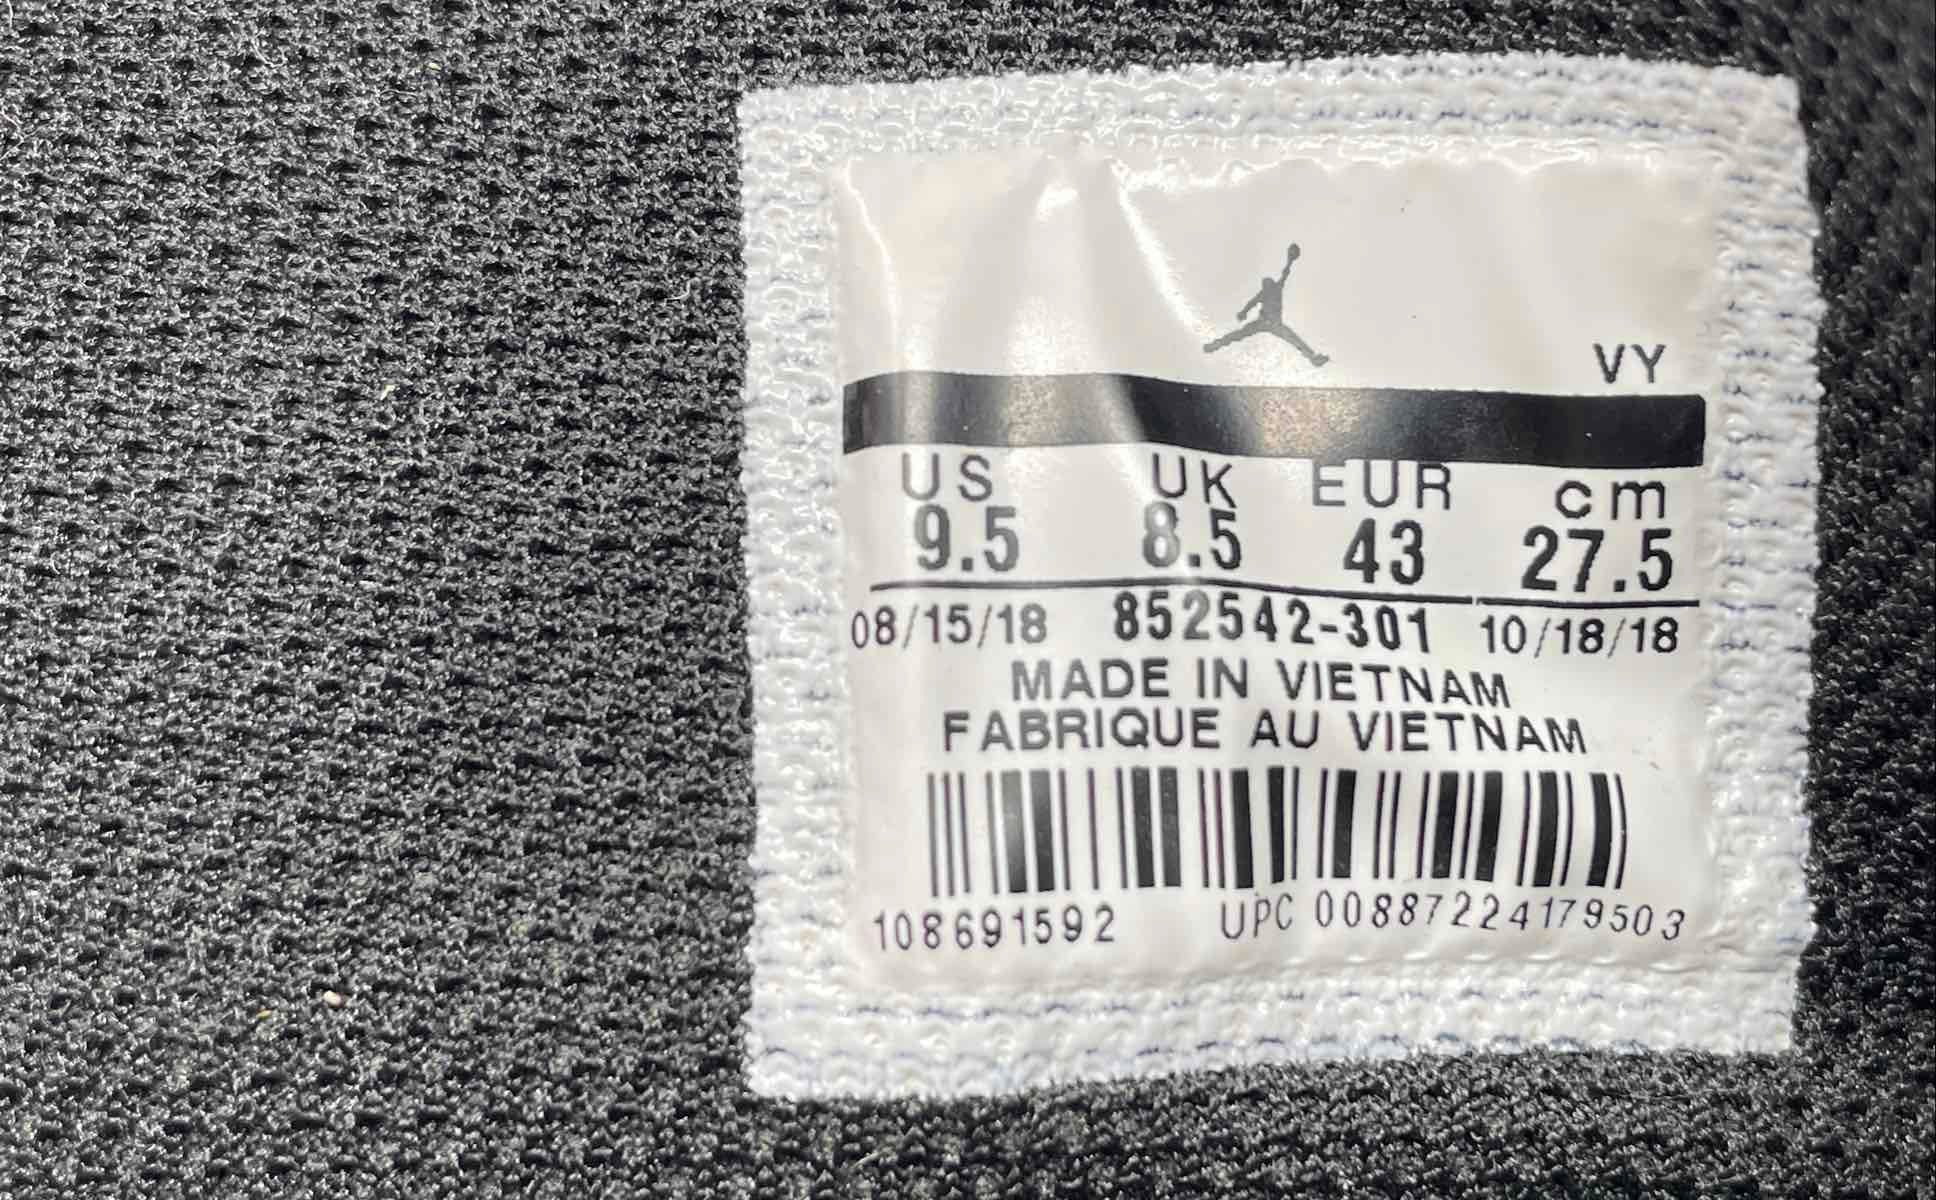 VY
US UK EUR cm
9.5 8.5 43 27.5
08/15/18 852542-301 10/18/18
MADE IN VIETNAM
FABRIQUE AU VIETNAM
108691592 UPC 00887224179503